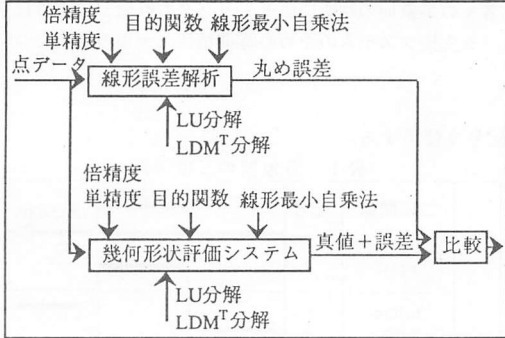 倍精度
単精度 目的関数 線形最小自乗法
点データ
線形誤差解析 丸め誤差
LU分解
LDMᵀ分解
倍精度
単精度 目的関数 線形最小自乗法
幾何形状評価システム 真値＋誤差 比較
LU分解
LDMᵀ分解